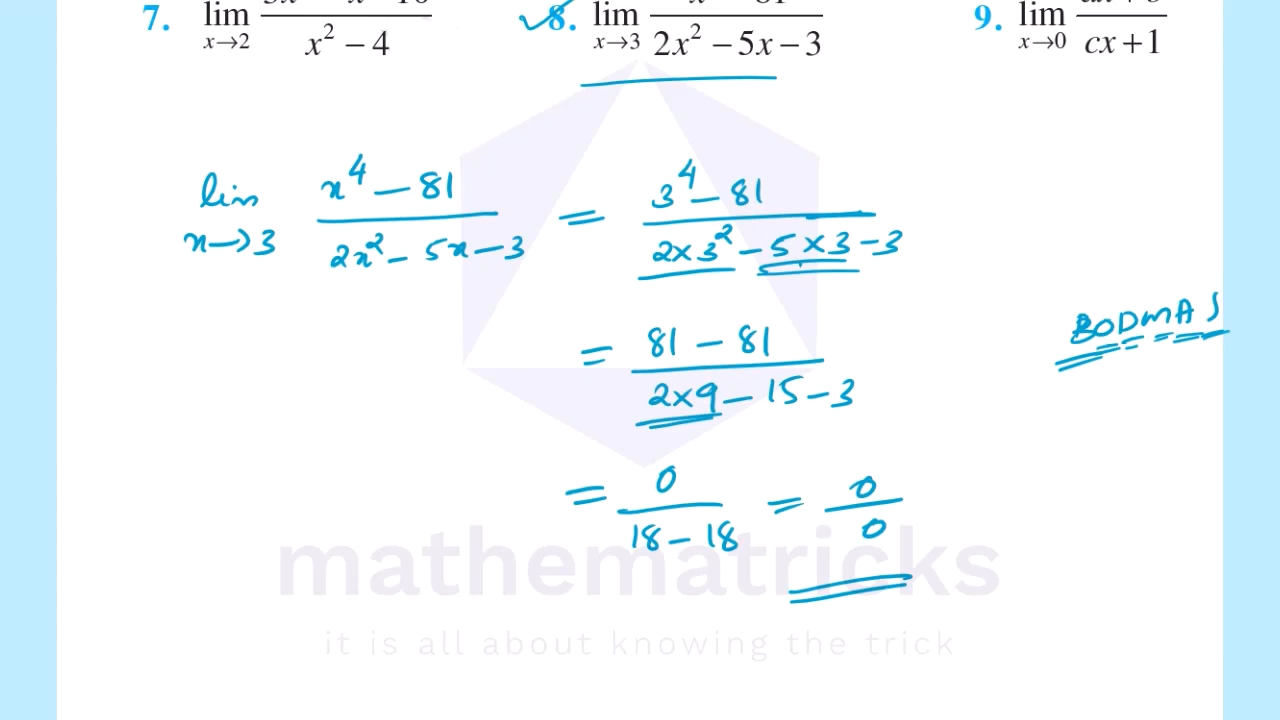 7. lim x→2 x² – 4
8. lim x→3 81 2x² – 5x – 3
9. lim x→0 cx + 1
lim x→3 x⁴ – 81 / 2x² – 5x – 3 = 3⁴ – 81 / 2×3² – 5×3 – 3
= 81 – 81 / 2×9 – 15 – 3
BODMAS
= 0 / 18 – 18 = 0 / 0
mathematricks
it is all about knowing the trick